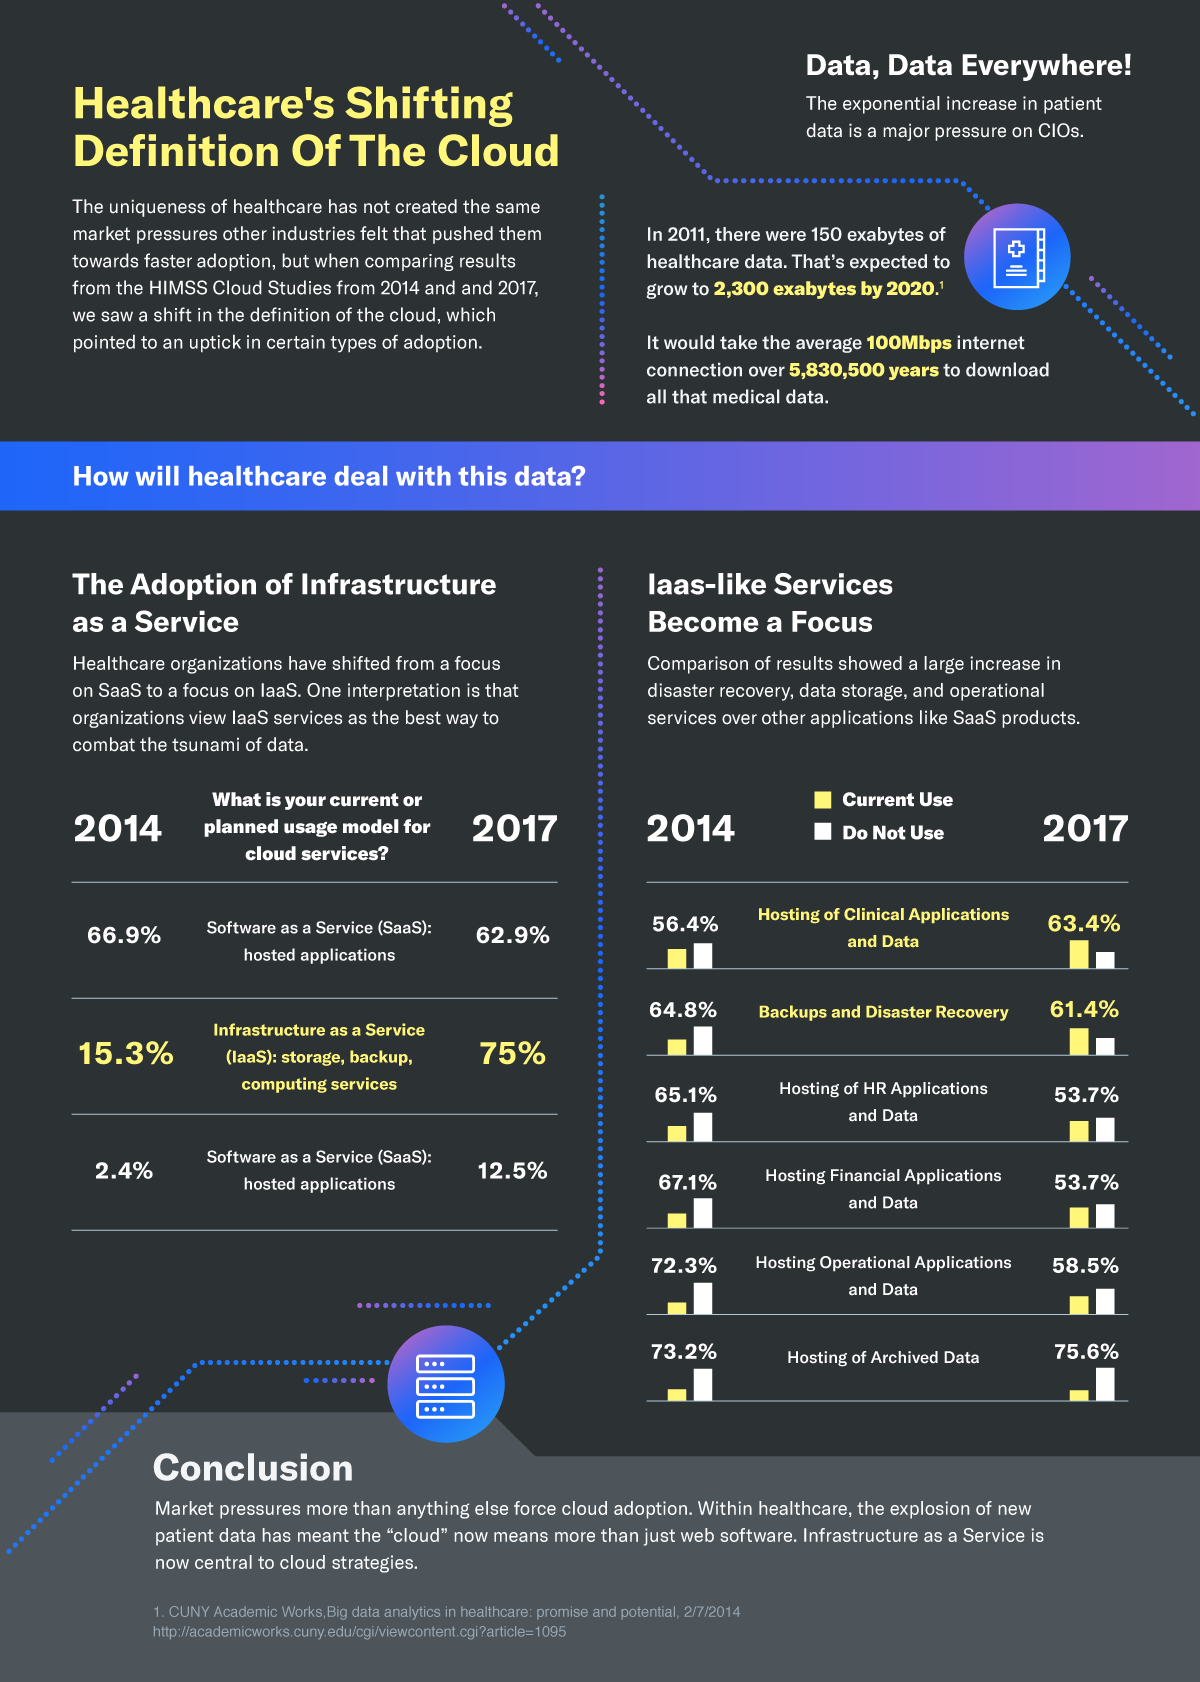 Healthcare's Shifting
Definition Of The Cloud
The uniqueness of healthcare has not created the same
market pressures other industries felt that pushed them
towards faster adoption, but when comparing results
from the HIMSS Cloud Studies from 2014 and and 2017,
we saw a shift in the definition of the cloud, which
pointed to an uptick in certain types of adoption.
Data, Data Everywhere!
The exponential increase in patient
data is a major pressure on CIOs.
In 2011, there were 150 exabytes of
healthcare data. That’s expected to
grow to 2,300 exabytes by 2020.¹
It would take the average 100Mbps internet
connection over 5,830,500 years to download
all that medical data.
How will healthcare deal with this data?
The Adoption of Infrastructure
as a Service
Healthcare organizations have shifted from a focus
on SaaS to a focus on IaaS. One interpretation is that
organizations view IaaS services as the best way to
combat the tsunami of data.
2014
What is your current or
planned usage model for
cloud services?
2017
66.9%
Software as a Service (SaaS):
hosted applications
62.9%
15.3%
Infrastructure as a Service
(IaaS): storage, backup,
computing services
75%
2.4%
Software as a Service (SaaS):
hosted applications
12.5%
Iaas-like Services
Become a Focus
Comparison of results showed a large increase in
disaster recovery, data storage, and operational
services over other applications like SaaS products.
2014
Current Use
Do Not Use
2017
56.4%
Hosting of Clinical Applications
and Data
63.4%
64.8%
Backups and Disaster Recovery
61.4%
65.1%
Hosting of HR Applications
and Data
53.7%
67.1%
Hosting Financial Applications
and Data
53.7%
72.3%
Hosting Operational Applications
and Data
58.5%
73.2%
Hosting of Archived Data
75.6%
Conclusion
Market pressures more than anything else force cloud adoption. Within healthcare, the explosion of new
patient data has meant the “cloud” now means more than just web software. Infrastructure as a Service is
now central to cloud strategies.
1. CUNY Academic Works,Big data analytics in healthcare: promise and potential, 2/7/2014
http://academicworks.cuny.edu/cgi/viewcontent.cgi?article=1095